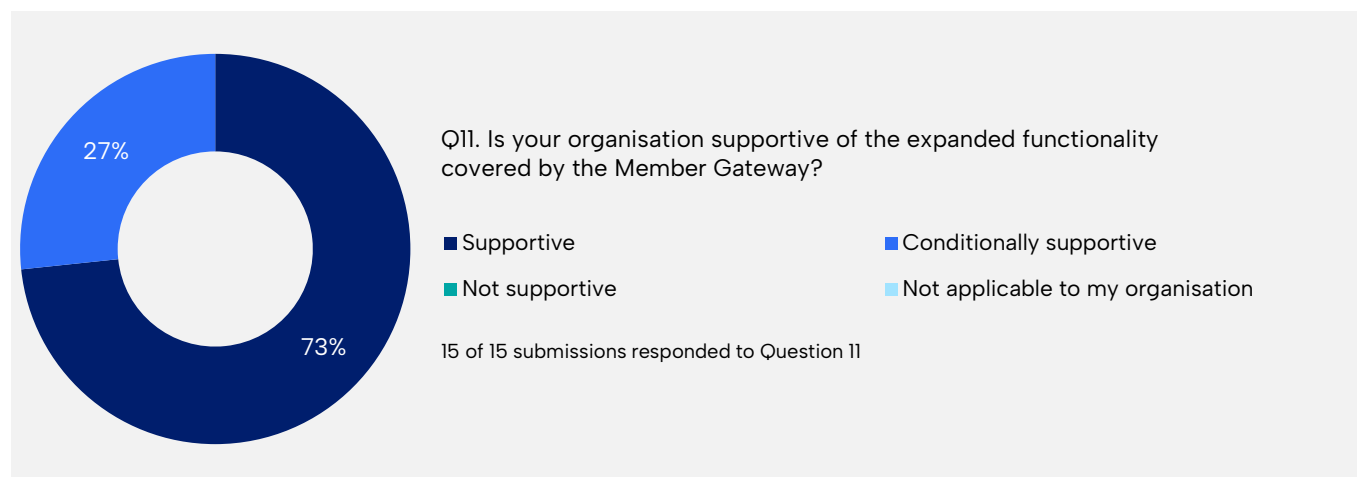 27%
73%
Q11. Is your organisation supportive of the expanded functionality
covered by the Member Gateway?
Supportive
Conditionally supportive
Not supportive
Not applicable to my organisation
15 of 15 submissions responded to Question 11